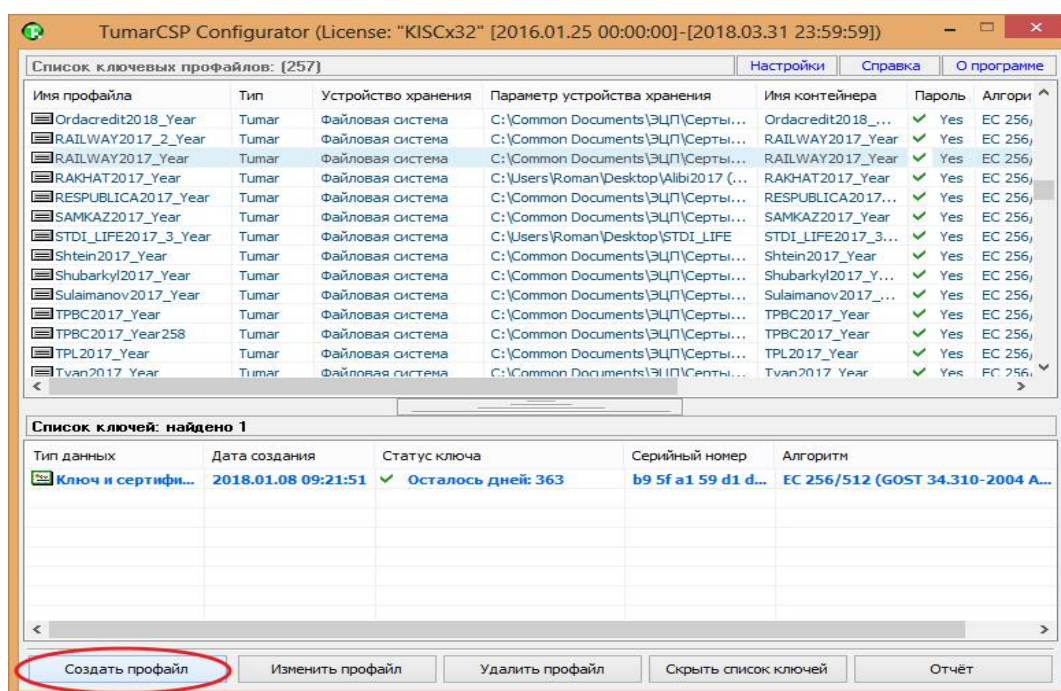 TumarCSP Configurator (License: "KISCx32" [2016.01.25 00:00:00]-[2018.03.31 23:59:59])
Список ключевых профайлов: (257) Настройки Справка О программе
Имя профайла Тип Устройство хранения Параметр устройства хранения Имя контейнера Пароль Алгори
Ordacredit2018_Year Tumar Файловая система C:\Common Documents\ЭЦП\Серты... Ordacredit2018_... Yes EC 256/
RAILWAY2017_2_Year Tumar Файловая система C:\Common Documents\ЭЦП\Серты... RAILWAY2017_Year Yes EC 256/
RAILWAY2017_Year Tumar Файловая система C:\Common Documents\ЭЦП\Серты... RAILWAY2017_Year Yes EC 256/
RAKHAT2017_Year Tumar Файловая система C:\Users\Roman\Desktop\Alibi2017 (... RAKHAT2017_Year Yes EC 256/
RESPUBLICA2017_Year Tumar Файловая система C:\Common Documents\ЭЦП\Серты... RESPUBLICA2017... Yes EC 256/
SAMKAZ2017_Year Tumar Файловая система C:\Common Documents\ЭЦП\Серты... SAMKAZ2017_Year Yes EC 256/
STDI_LIFE2017_3_Year Tumar Файловая система C:\Users\Roman\Desktop\STDI_LIFE STDI_LIFE2017_3... Yes EC 256/
Shtein2017_Year Tumar Файловая система C:\Common Documents\ЭЦП\Серты... Shtein2017_Year Yes EC 256/
Shubarkyl2017_Year Tumar Файловая система C:\Common Documents\ЭЦП\Серты... Shubarkyl2017_Y... Yes EC 256/
Sulaimanov2017_Year Tumar Файловая система C:\Common Documents\ЭЦП\Серты... Sulaimanov2017_... Yes EC 256/
TPBC2017_Year Tumar Файловая система C:\Common Documents\ЭЦП\Серты... TPBC2017_Year Yes EC 256/
TPBC2017_Year258 Tumar Файловая система C:\Common Documents\ЭЦП\Серты... TPBC2017_Year Yes EC 256/
TPL2017_Year Tumar Файловая система C:\Common Documents\ЭЦП\Серты... TPL2017_Year Yes EC 256/
Tyan2017_Year Tumar Файловая система C:\Common Documents\ЭЦП\Серты... Tyan2017_Year Yes EC 256/
Список ключей: найдено 1
Тип данных Дата создания Статус ключа Серийный номер Алгоритм
Ключ и сертифи... 2018.01.08 09:21:51 Осталось дней: 363 b9 5f a1 59 d1 d... EC 256/512 (GOST 34.310-2004 A...
Создать профайл Изменить профайл Удалить профайл Скрыть список ключей Отчёт